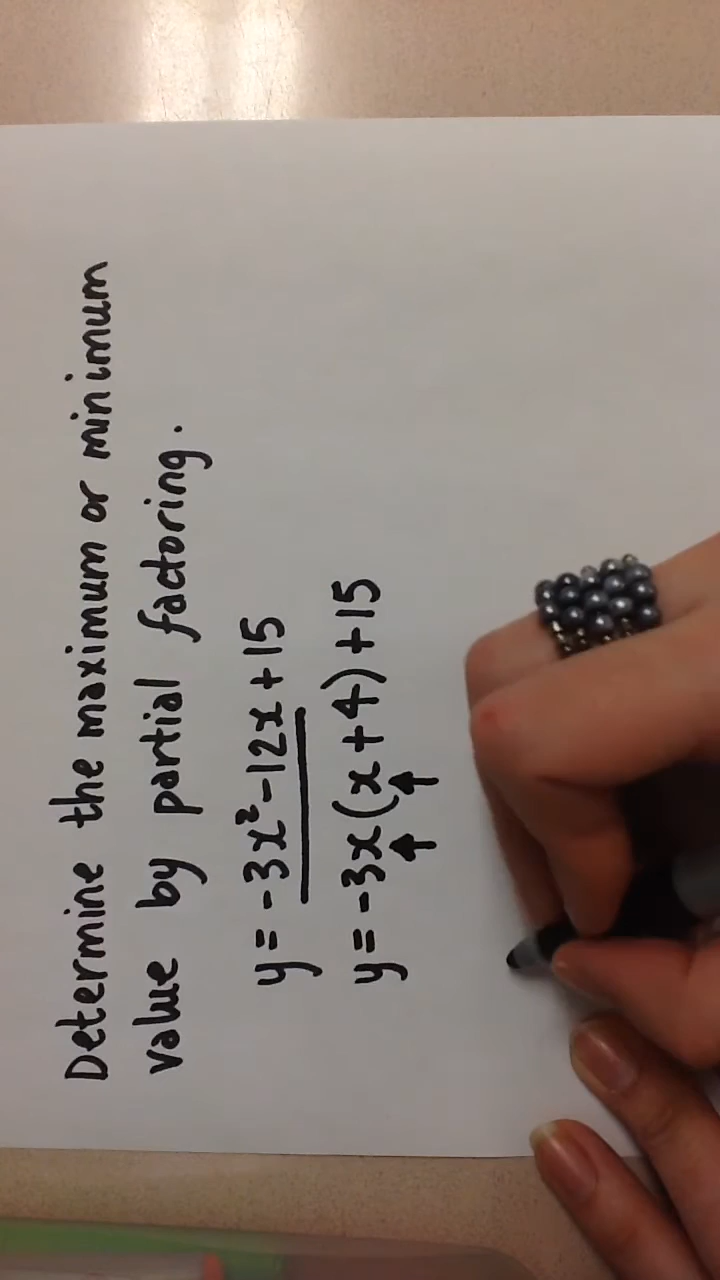 Determine the maximum or minimum
value by partial factoring.
y = -3x² - 12x + 15
y = -3x(x + 4) + 15